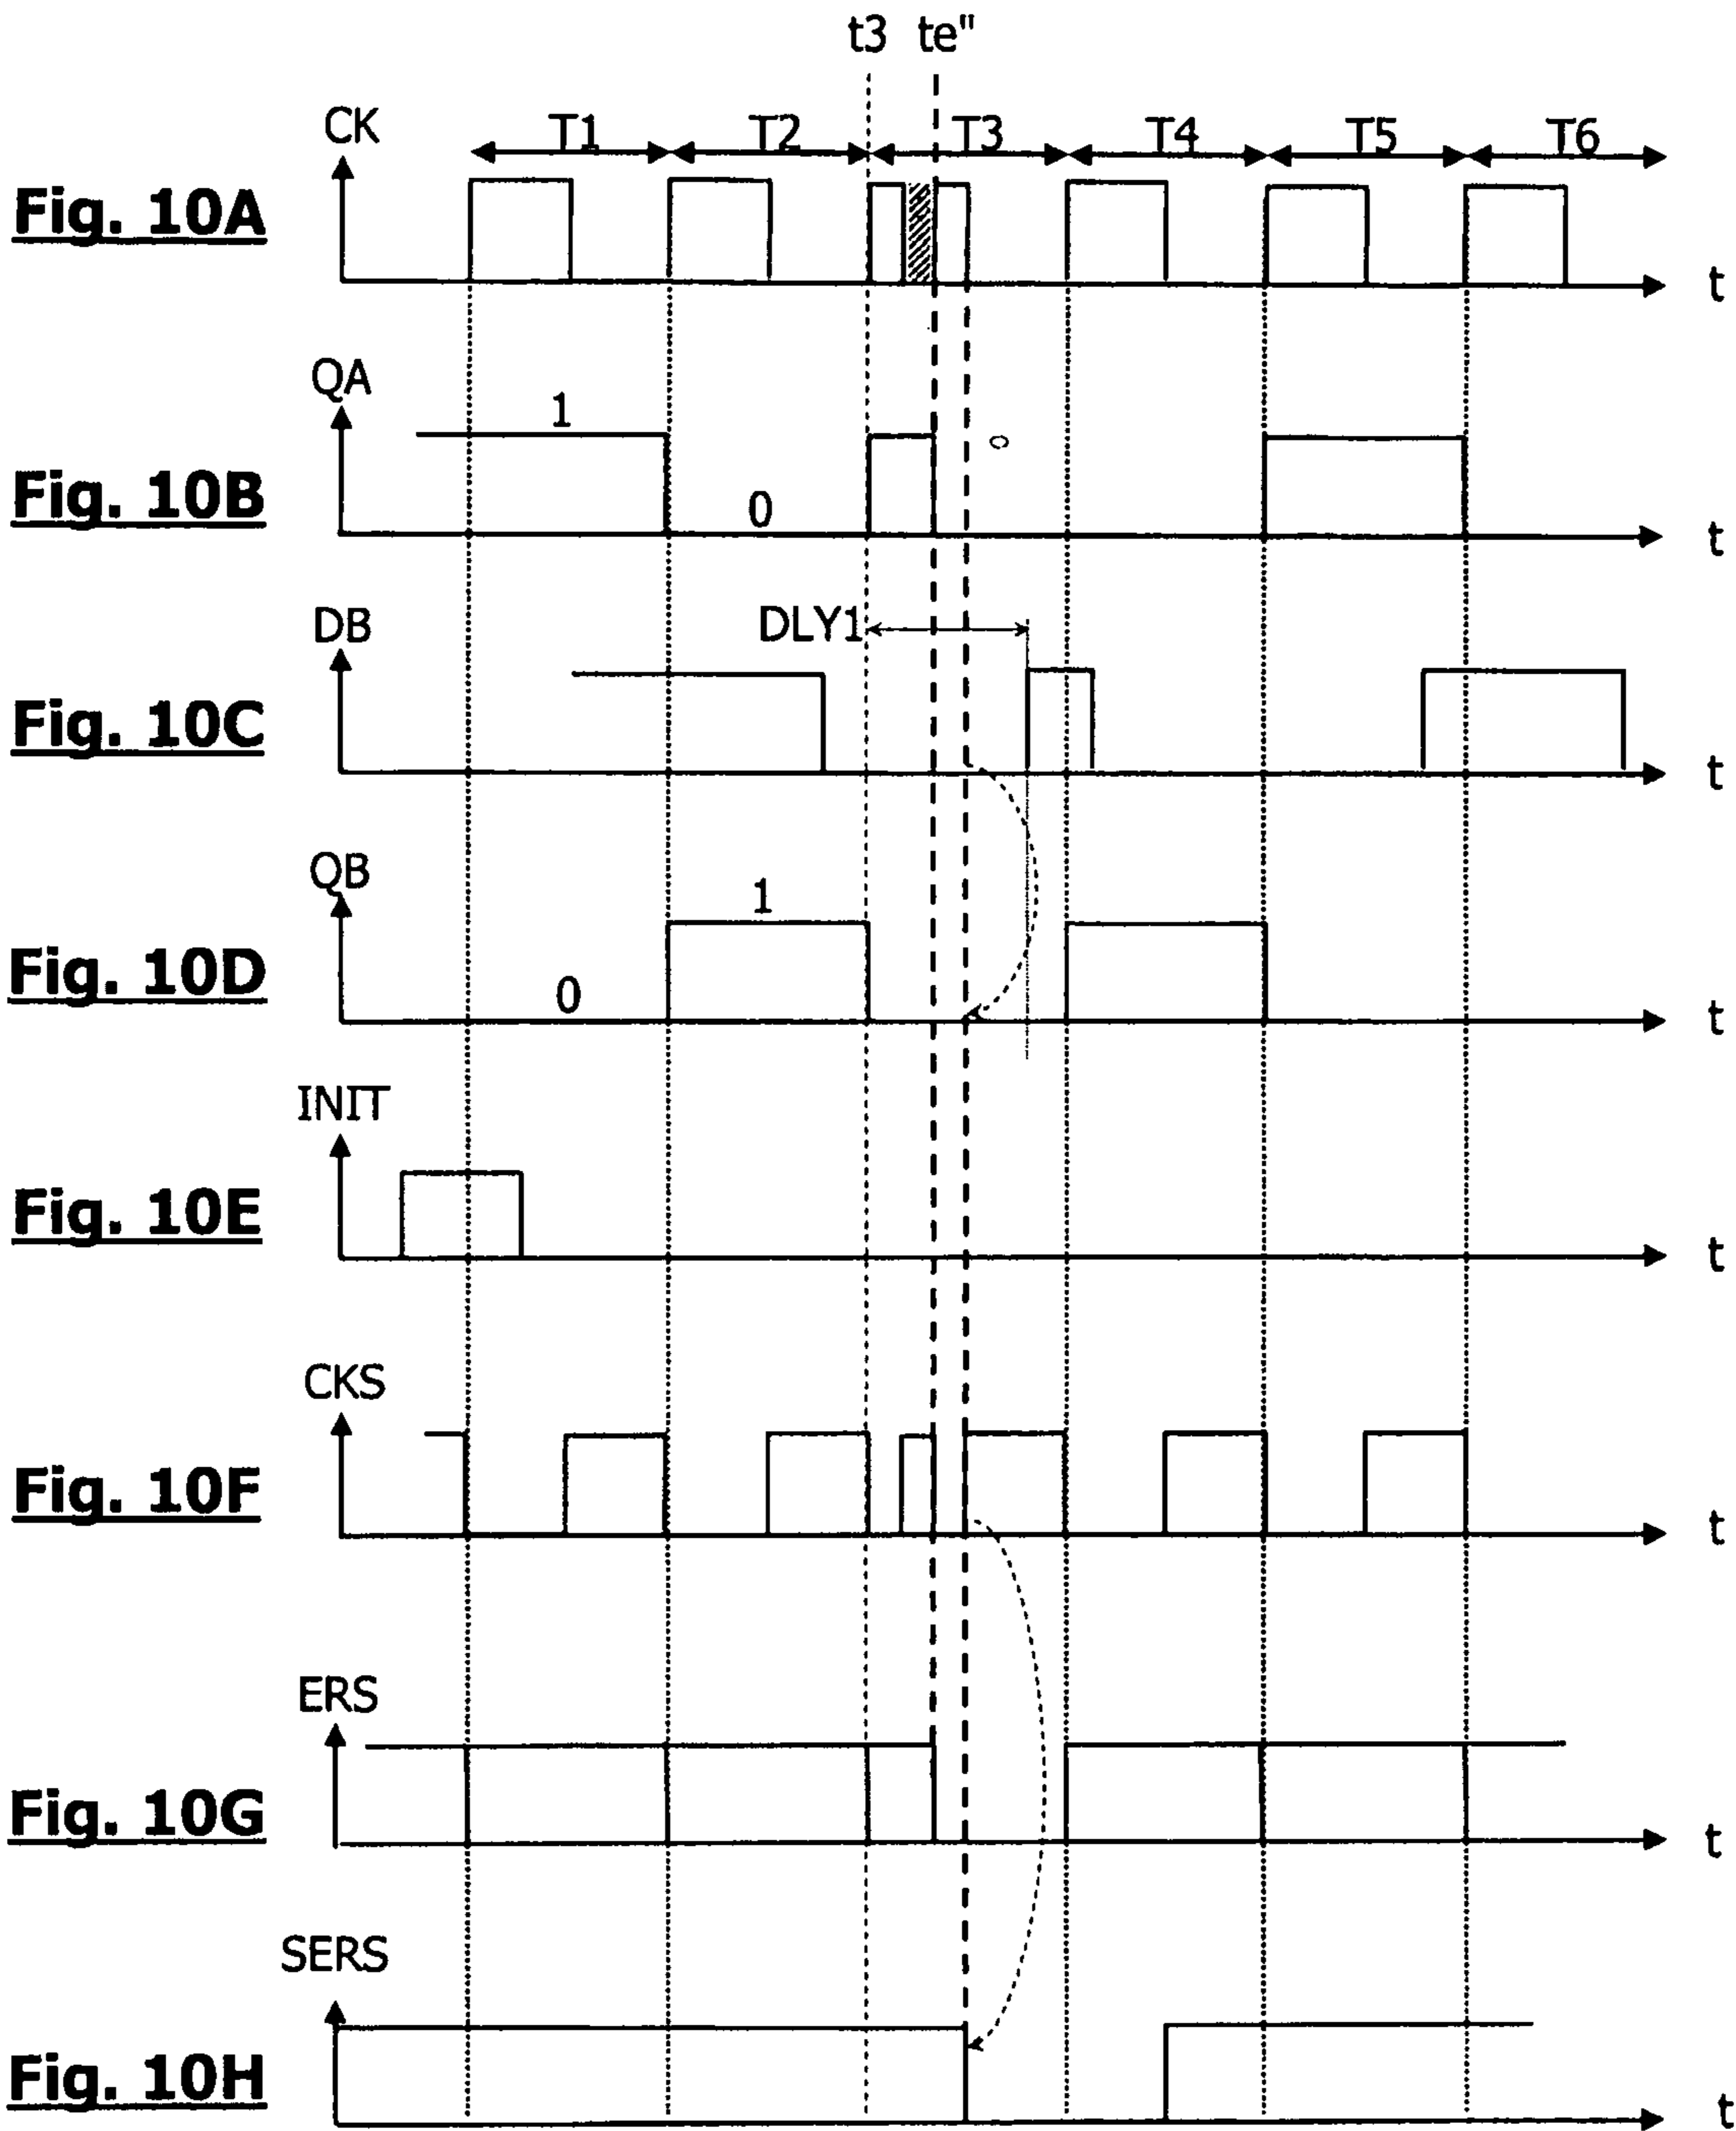 t3 te"
CK T1 T2 T3 T4 T5 T6
Fig. 10A
t
QA
1
Fig. 10B
0
t
DB DLY1
Fig. 10C
t
QB
1
Fig. 10D
0
t
INIT
Fig. 10E
t
CKS
Fig. 10F
t
ERS
Fig. 10G
t
SERS
Fig. 10H
t